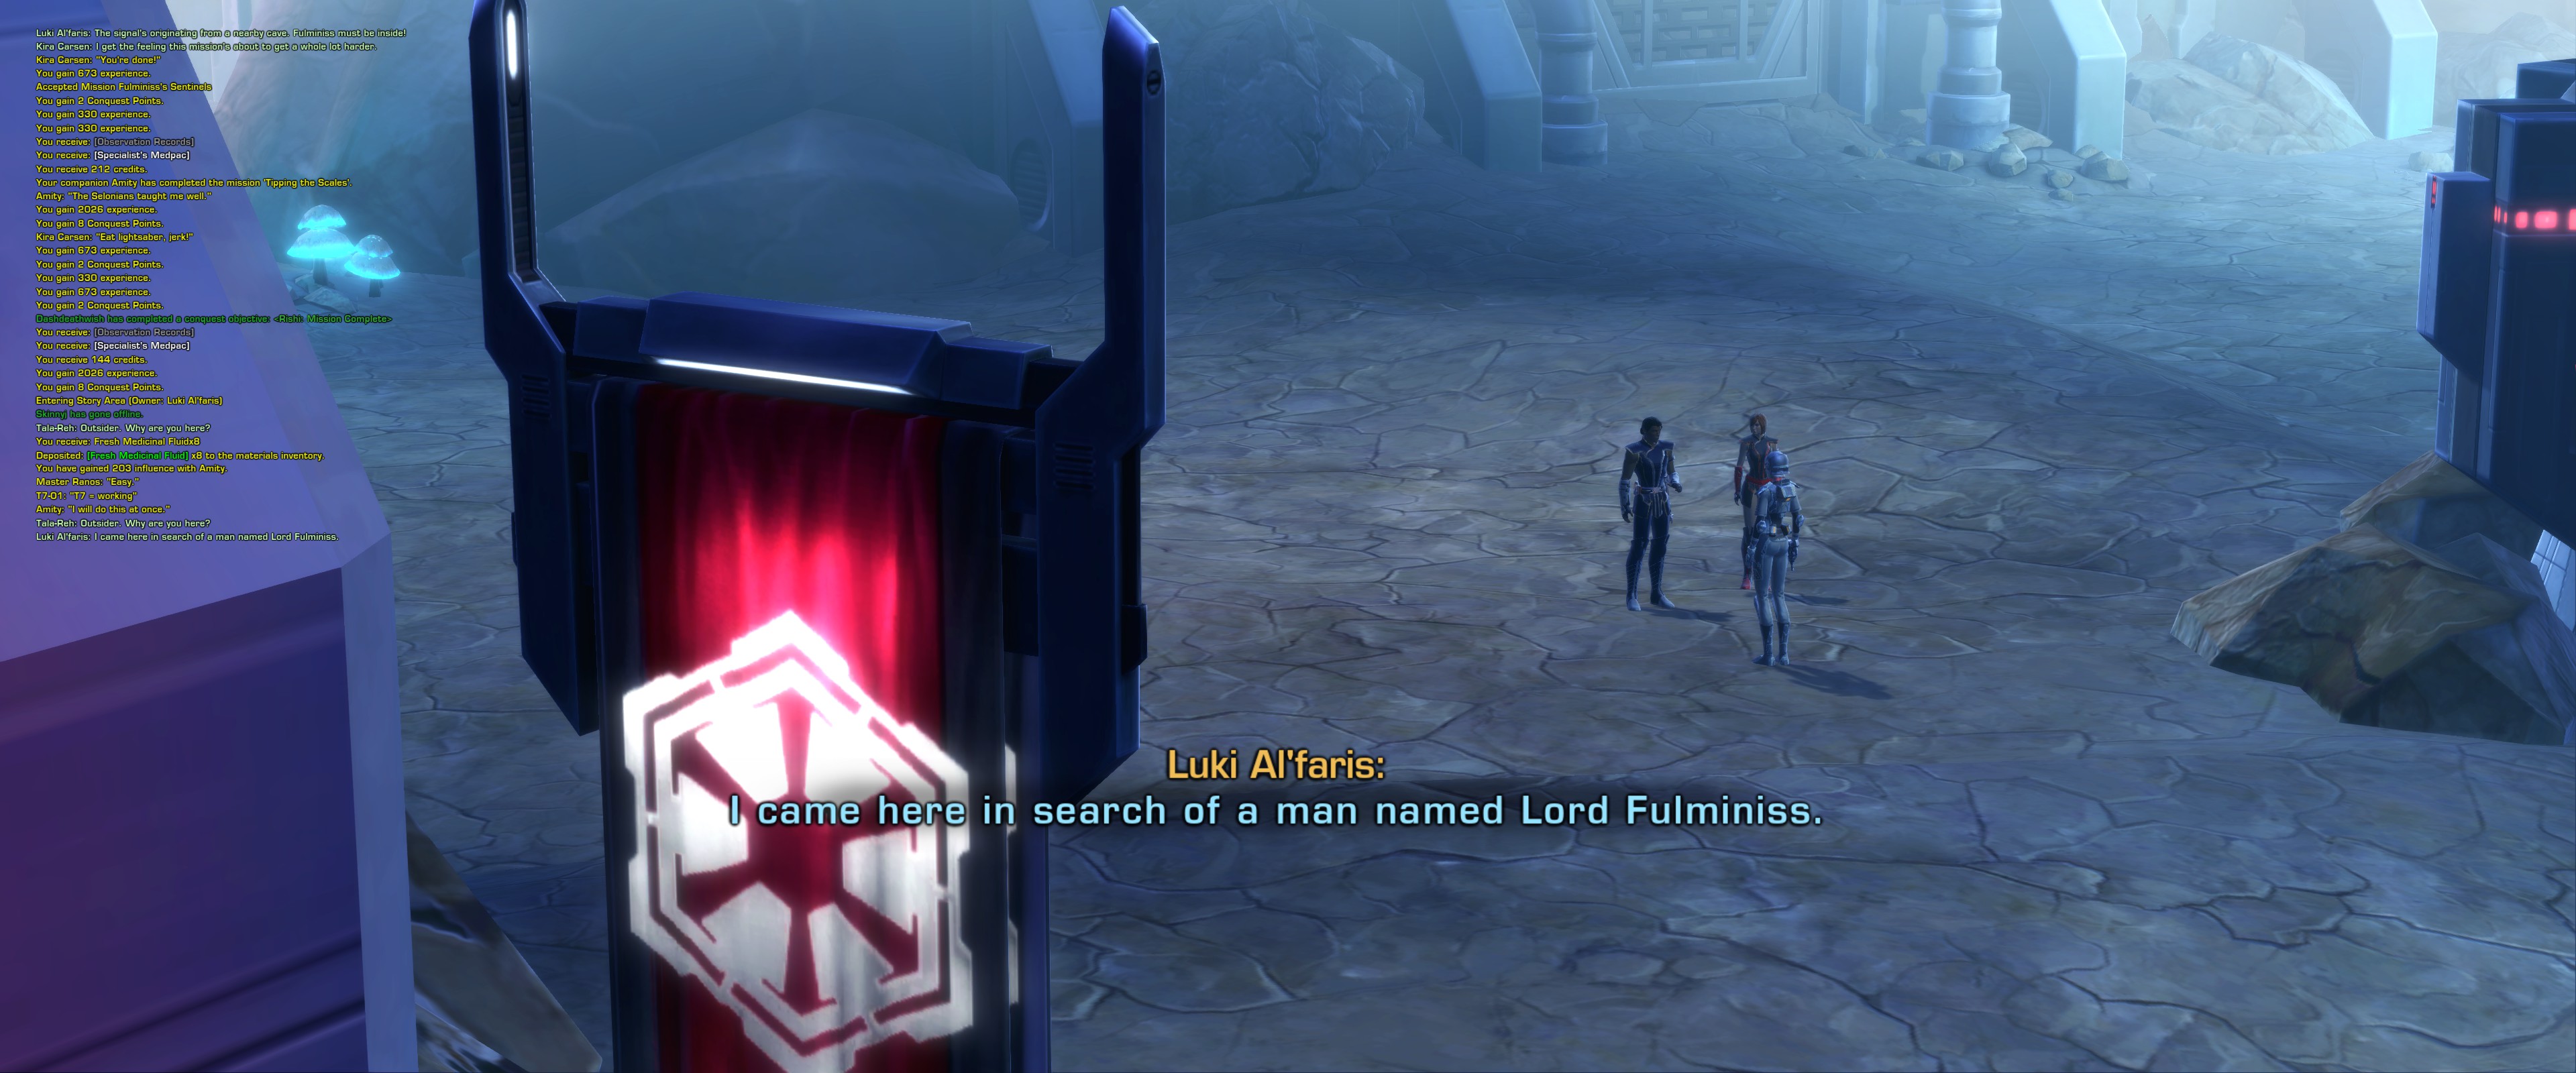 Luki Al'faris: The signal's originating from a nearby cave. Fulminiss must be inside!
Kira Carsen: I get the feeling this mission's about to get a whole lot harder.
Kira Carsen: "You're done!"
You gain 673 experience.
Accepted Mission Fulminiss's Sentinels
You gain 2 Conquest Points.
You gain 330 experience.
You gain 330 experience.
You receive: [Observation Records]
You receive: [Specialist's Medpac]
You receive 212 credits.
Your companion Amity has completed the mission 'Tipping the Scales'.
Amity: "The Selonians taught me well."
You gain 2026 experience.
You gain 8 Conquest Points.
Kira Carsen: "Eat lightsaber, jerk!"
You gain 673 experience.
You gain 2 Conquest Points.
You gain 330 experience.
You gain 673 experience.
You gain 2 Conquest Points.
Dashdeathwish has completed a conquest objective: <Rishi: Mission Complete>
You receive: [Observation Records]
You receive: [Specialist's Medpac]
You receive 144 credits.
You gain 2026 experience.
You gain 8 Conquest Points.
Entering Story Area (Owner: Luki Al'faris)
Skinnyj has gone offline.
Tala-Reh: Outsider. Why are you here?
You receive: Fresh Medicinal Fluidx8
Deposited: [Fresh Medicinal Fluid] x8 to the materials inventory.
You have gained 203 influence with Amity.
Master Ranos: "Easy."
T7-01: "T7 = working"
Amity: "I will do this at once."
Tala-Reh: Outsider. Why are you here?
Luki Al'faris: I came here in search of a man named Lord Fulminiss.
Luki Al'faris:
I came here in search of a man named Lord Fulminiss.